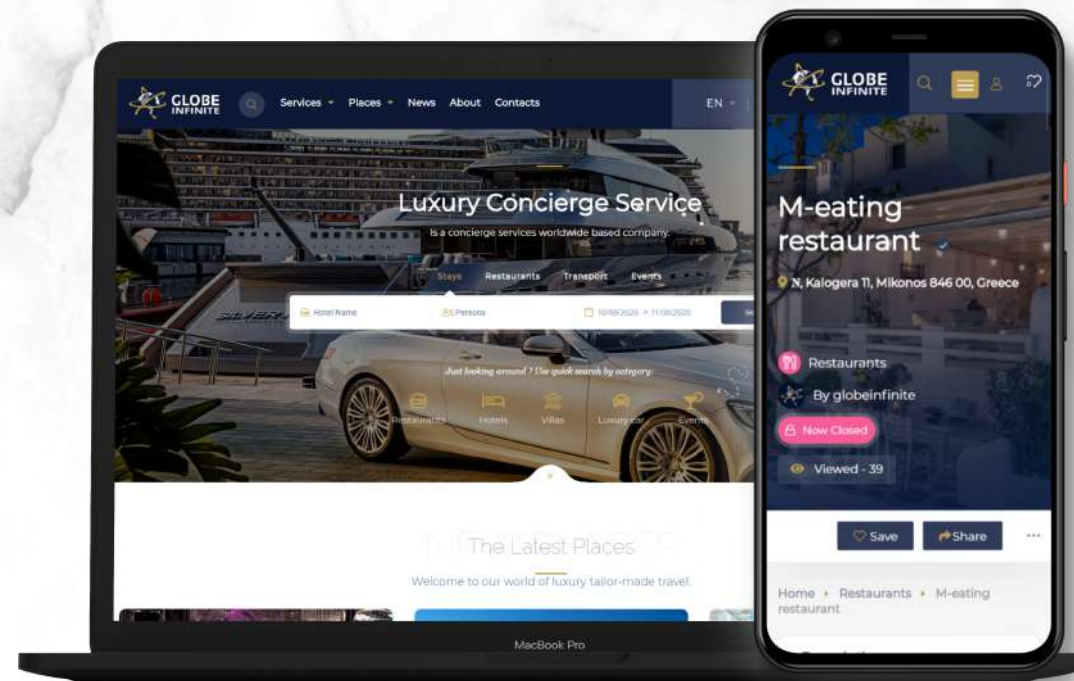 GLOBE
INFINITE
Services
Places
News
About
Contacts
EN
Luxury Concierge Service
Is a concierge services worldwide based company.
Stays
Restaurants
Transport
Events
Hotel Name
Persons
10/08/2020 -> 11/08/2020
Just looking around ? Use quick search by category:
Restaurants
Hotels
Villas
Luxury car
Events
The Latest Places
Welcome to our world of luxury tailor-made travel.
MacBook Pro
GLOBE
INFINITE
M-eating
restaurant
N, Kalogera 11, Mikonos 846 00, Greece
Restaurants
By globeinfinite
Now Closed
Viewed - 39
Save
Share
Home
Restaurants
M-eating
restaurant